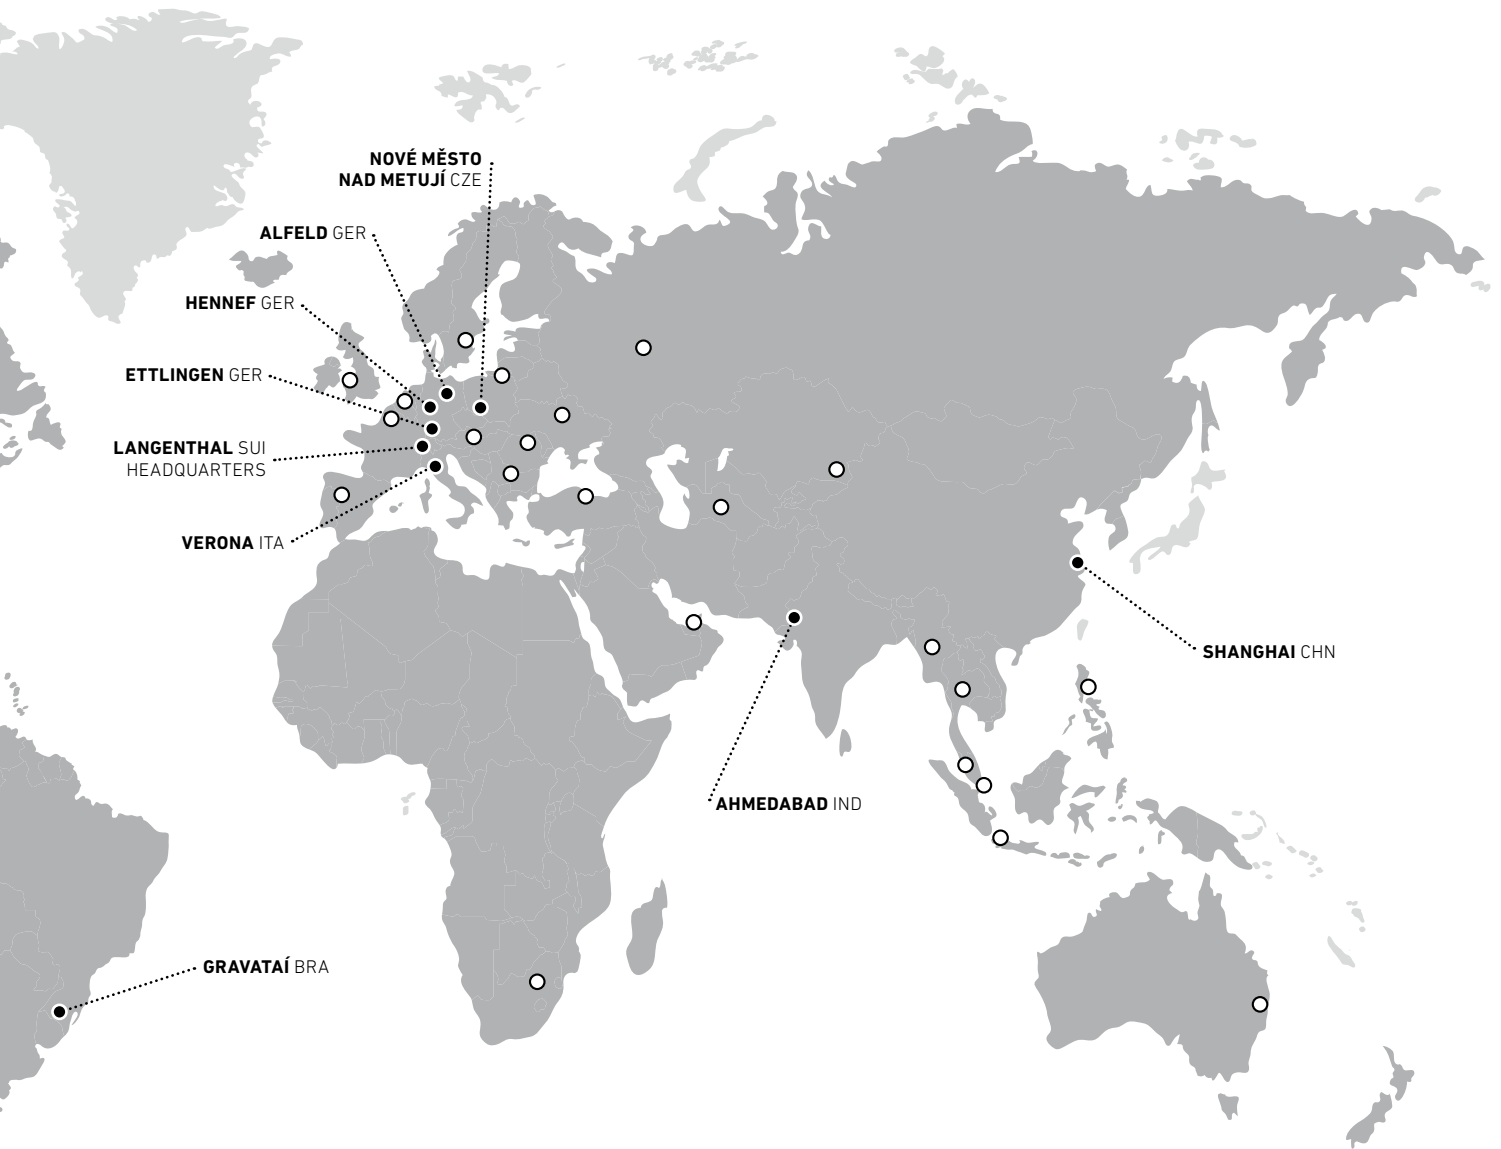 NOVÉ MĚSTO
NAD METUJÍ CZE
ALFELD GER
HENNEF GER
ETTLINGEN GER
LANGENTHAL SUI
HEADQUARTERS
VERONA ITA
SHANGHAI CHN
AHMEDABAD IND
GRAVATAÍ BRA